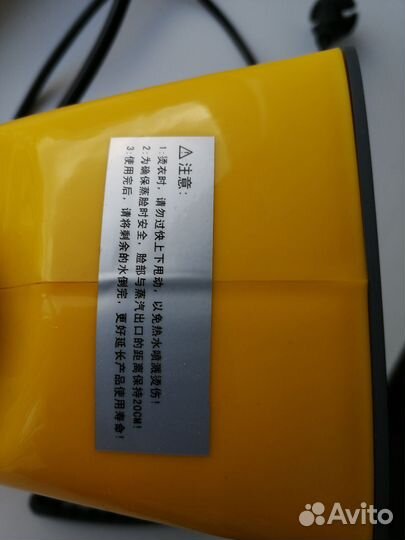 ⚠注意:
1:烫衣时,请勿过快上下甩动,以免热水喷溅烫伤!
2:为确保蒸脸时安全,脸部与蒸汽出口的距离保持20CM!
3:使用完后,请将剩余的水倒完,更好延长产品使用寿命!
Avito